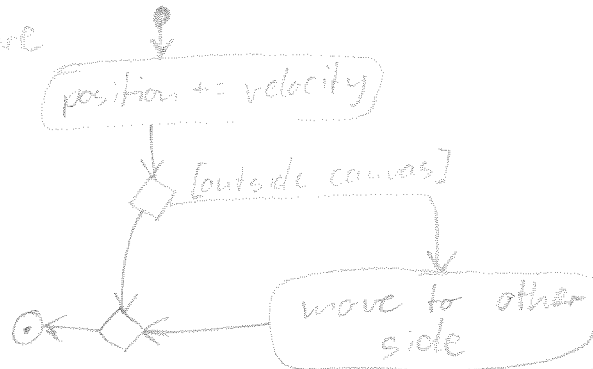 position += velocity
[outside canvas]
move to other
side